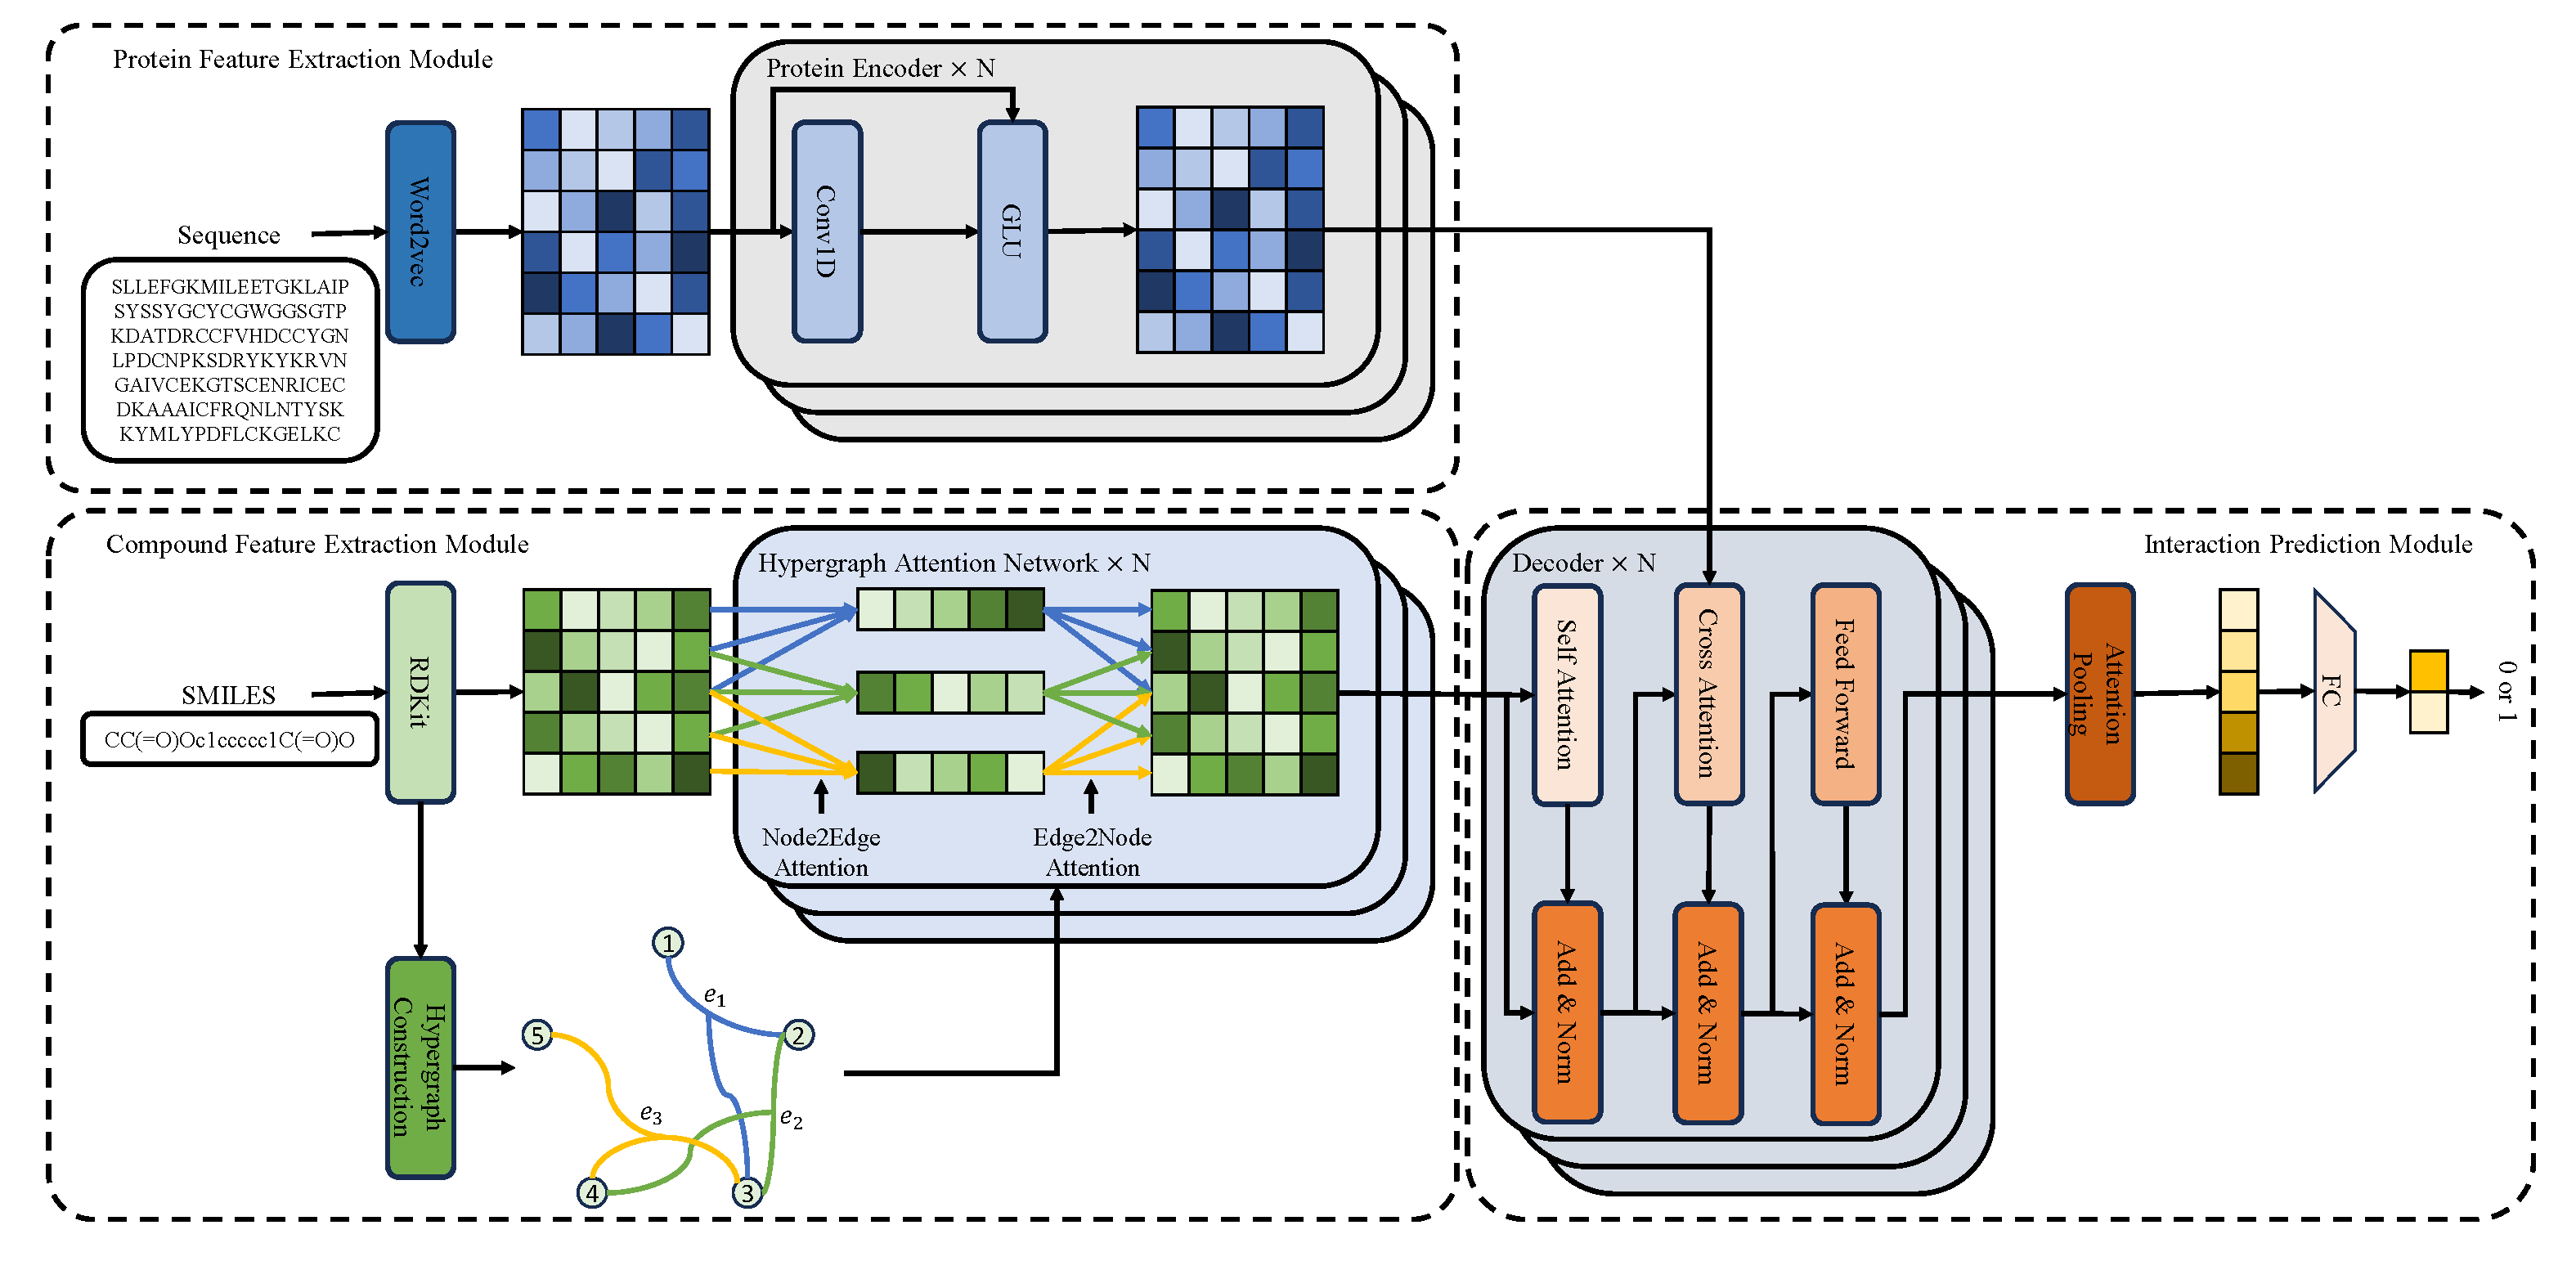 Protein Feature Extraction Module
Protein Encoder × N
Sequence
Word2vec
Conv1D
GLU
SLLEFGKMILEETGKLAIP
SYSSYGCYCGWGGSGTP
KDATDRCCFVHDCCYGN
LPDCNPKSDRYKYKRVN
GAIVCEKGTSCENRICEC
DKAAAICFRQNLNTYSK
KYMLYPDFLCKGELKC
Compound Feature Extraction Module
Hypergraph Attention Network × N
SMILES
CC(=O)Oc1ccccc1C(=O)O
RDKit
Node2Edge
Attention
Edge2Node
Attention
Hypergraph
Construction
1
2
3
4
5
e1
e2
e3
Interaction Prediction Module
Decoder × N
Self Attention
Cross Attention
Feed Forward
Add & Norm
Add & Norm
Add & Norm
Attention
Pooling
FC
0 or 1